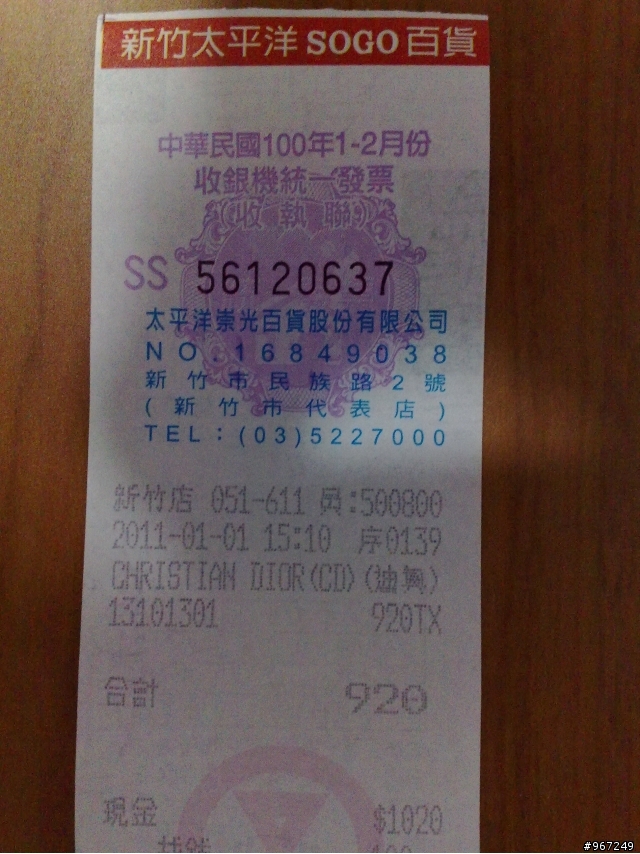 新竹太平洋 SOGO 百貨
中華民國100年1-2月份
收銀機統一發票
(收執聯)
SS 56120637
太平洋崇光百貨股份有限公司
NO.16849038
新竹市民族路2號
(新竹市代表店)
TEL:(03)5227000
新竹店 051-611 員:500800
2011-01-01 15:10 序0139
CHRISTIAN DIOR(CD)(迪奧)
13101301 920TX
合計 920
現金 $1020
找錢 100
#967249